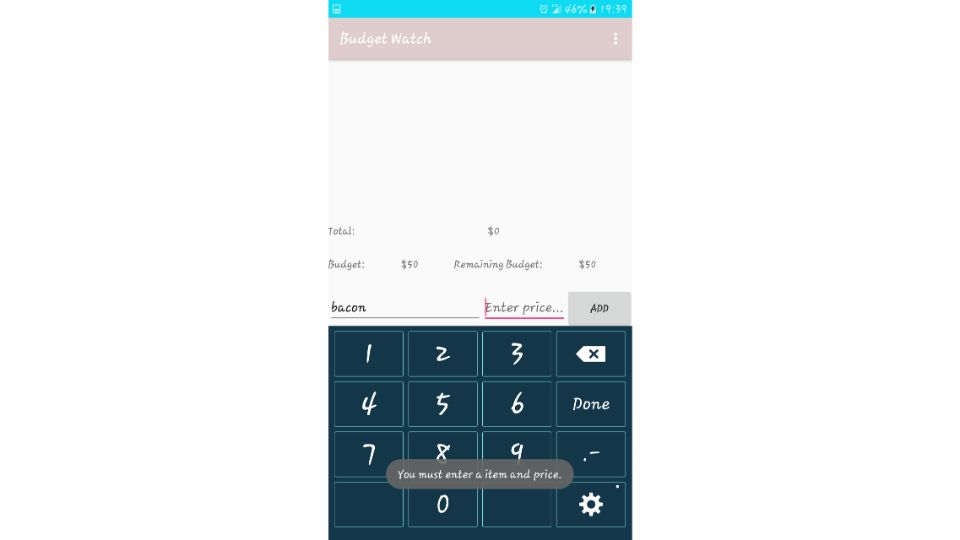 46% 19:39
Budget Watch
Total: $0
Budget: $50 Remaining Budget: $50
bacon Enter price... ADD
1 2 3
4 5 6 Done
7 8 9 .-
You must enter a item and price.
0